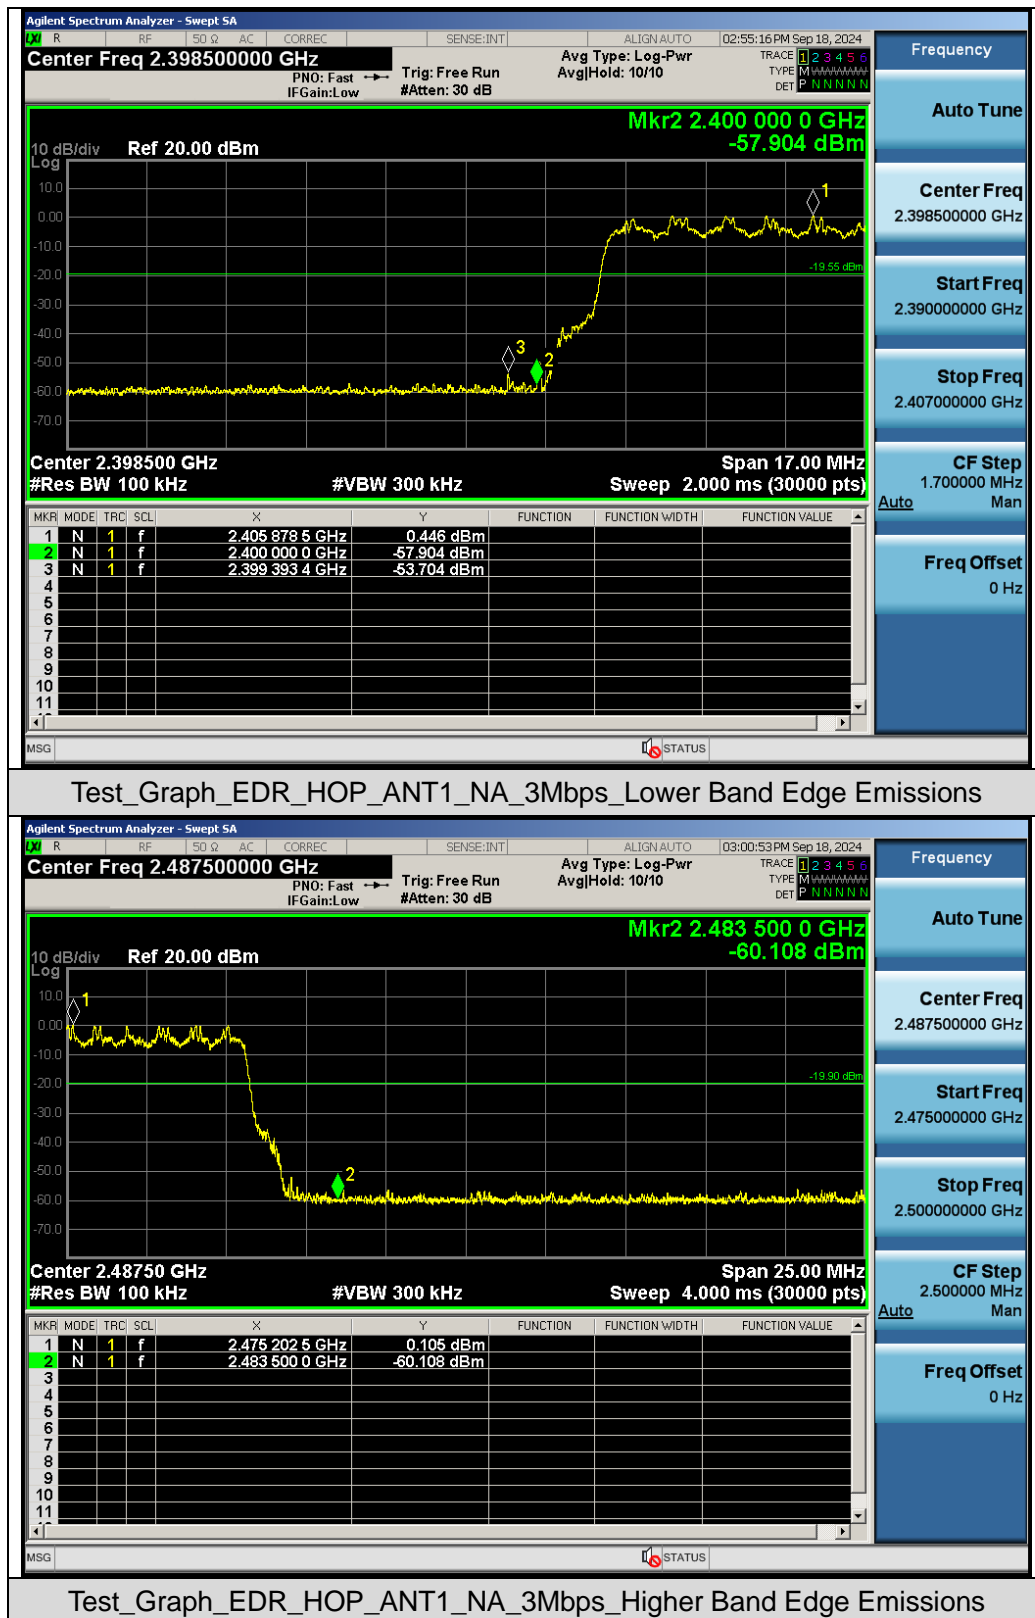 Agilent Spectrum Analyzer - Swept SA
LXI R RF 50 Ω AC CORREC SENSE:INT ALIGN AUTO 02:55:16 PM Sep 18, 2024
Center Freq 2.398500000 GHz
PNO: Fast
IFGain:Low
Trig: Free Run
#Atten: 30 dB
Avg Type: Log-Pwr
Avg|Hold: 10/10
TRACE 1 2 3 4 5 6
TYPE M WWWWW
DET P N N N N N
Mkr2 2.400 000 0 GHz
-57.904 dBm
10 dB/div Ref 20.00 dBm
Log
10.0
0.00
-10.0
-20.0
-30.0
-40.0
-50.0
-60.0
-70.0
1
-19.55 dBm
3
2
Center 2.398500 GHz Span 17.00 MHz
#Res BW 100 kHz #VBW 300 kHz Sweep 2.000 ms (30000 pts)
MKR MODE TRC SCL X Y FUNCTION FUNCTION WIDTH FUNCTION VALUE
1 N 1 f 2.405 878 5 GHz 0.446 dBm
2 N 1 f 2.400 000 0 GHz -57.904 dBm
3 N 1 f 2.399 393 4 GHz -53.704 dBm
4
5
6
7
8
9
10
11
MSG STATUS
Frequency
Auto Tune
Center Freq
2.398500000 GHz
Start Freq
2.390000000 GHz
Stop Freq
2.407000000 GHz
CF Step
1.700000 MHz
Auto Man
Freq Offset
0 Hz
Test_Graph_EDR_HOP_ANT1_NA_3Mbps_Lower Band Edge Emissions
Agilent Spectrum Analyzer - Swept SA
LXI R RF 50 Ω AC CORREC SENSE:INT ALIGN AUTO 03:00:53 PM Sep 18, 2024
Center Freq 2.487500000 GHz
PNO: Fast
IFGain:Low
Trig: Free Run
#Atten: 30 dB
Avg Type: Log-Pwr
Avg|Hold: 10/10
TRACE 1 2 3 4 5 6
TYPE M WWWWW
DET P N N N N N
Mkr2 2.483 500 0 GHz
-60.108 dBm
10 dB/div Ref 20.00 dBm
Log
10.0
0.00
-10.0
-20.0
-30.0
-40.0
-50.0
-60.0
-70.0
1
-19.90 dBm
2
Center 2.48750 GHz Span 25.00 MHz
#Res BW 100 kHz #VBW 300 kHz Sweep 4.000 ms (30000 pts)
MKR MODE TRC SCL X Y FUNCTION FUNCTION WIDTH FUNCTION VALUE
1 N 1 f 2.475 202 5 GHz 0.105 dBm
2 N 1 f 2.483 500 0 GHz -60.108 dBm
3
4
5
6
7
8
9
10
11
MSG STATUS
Frequency
Auto Tune
Center Freq
2.487500000 GHz
Start Freq
2.475000000 GHz
Stop Freq
2.500000000 GHz
CF Step
2.500000 MHz
Auto Man
Freq Offset
0 Hz
Test_Graph_EDR_HOP_ANT1_NA_3Mbps_Higher Band Edge Emissions